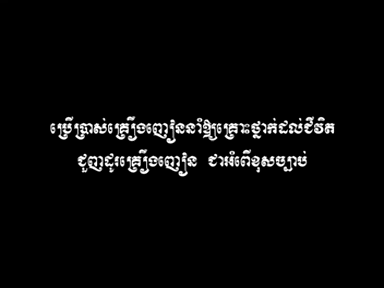 ប្រើប្រាស់គ្រឿងញៀននាំឱ្យគ្រោះថ្នាក់ដល់ជីវិត
ជួញដូរគ្រឿងញៀន ជាអំពើខុសច្បាប់